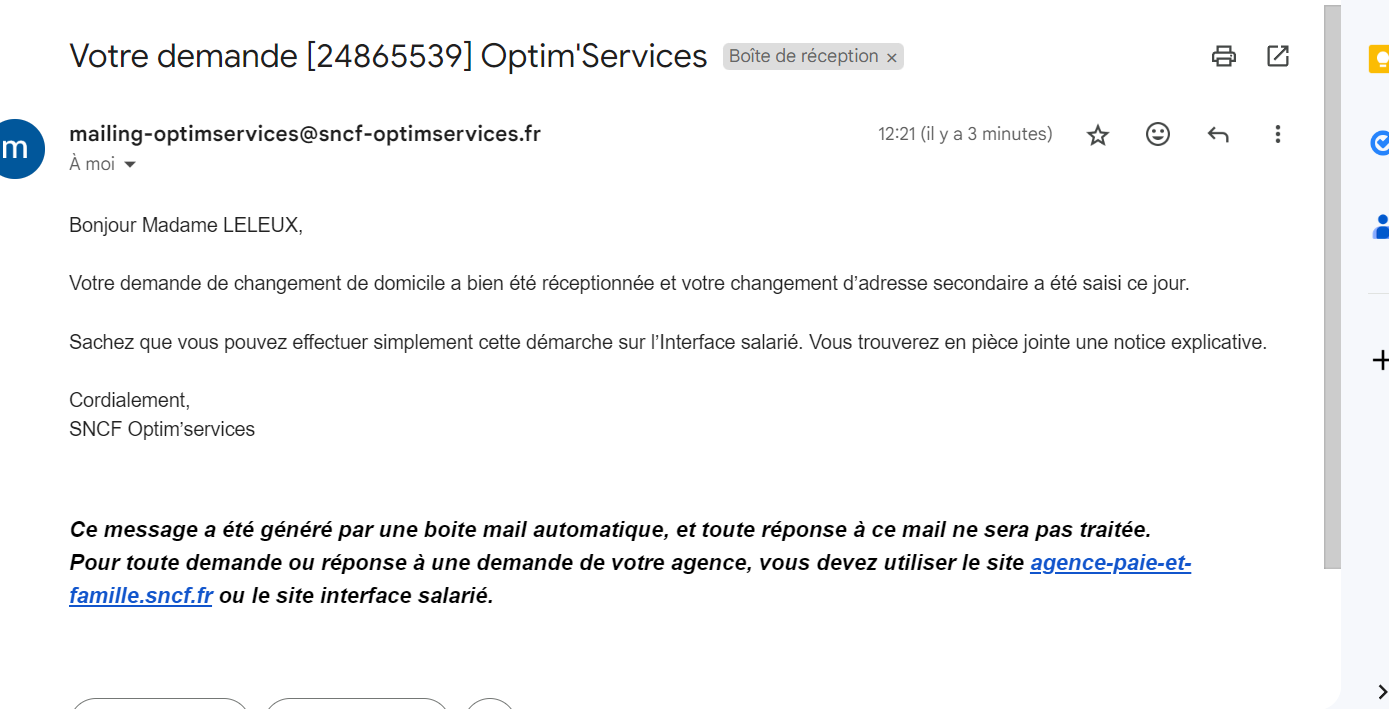 Votre demande [24865539] Optim'Services Boîte de réception ×
m
mailing-optimservices@sncf-optimservices.fr 12:21 (il y a 3 minutes)
À moi
Bonjour Madame LELEUX,
Votre demande de changement de domicile a bien été réceptionnée et votre changement d’adresse secondaire a été saisi ce jour.
Sachez que vous pouvez effectuer simplement cette démarche sur l’Interface salarié. Vous trouverez en pièce jointe une notice explicative.
Cordialement,
SNCF Optim’services
Ce message a été généré par une boite mail automatique, et toute réponse à ce mail ne sera pas traitée.
Pour toute demande ou réponse à une demande de votre agence, vous devez utiliser le site agence-paie-et-
famille.sncf.fr ou le site interface salarié.